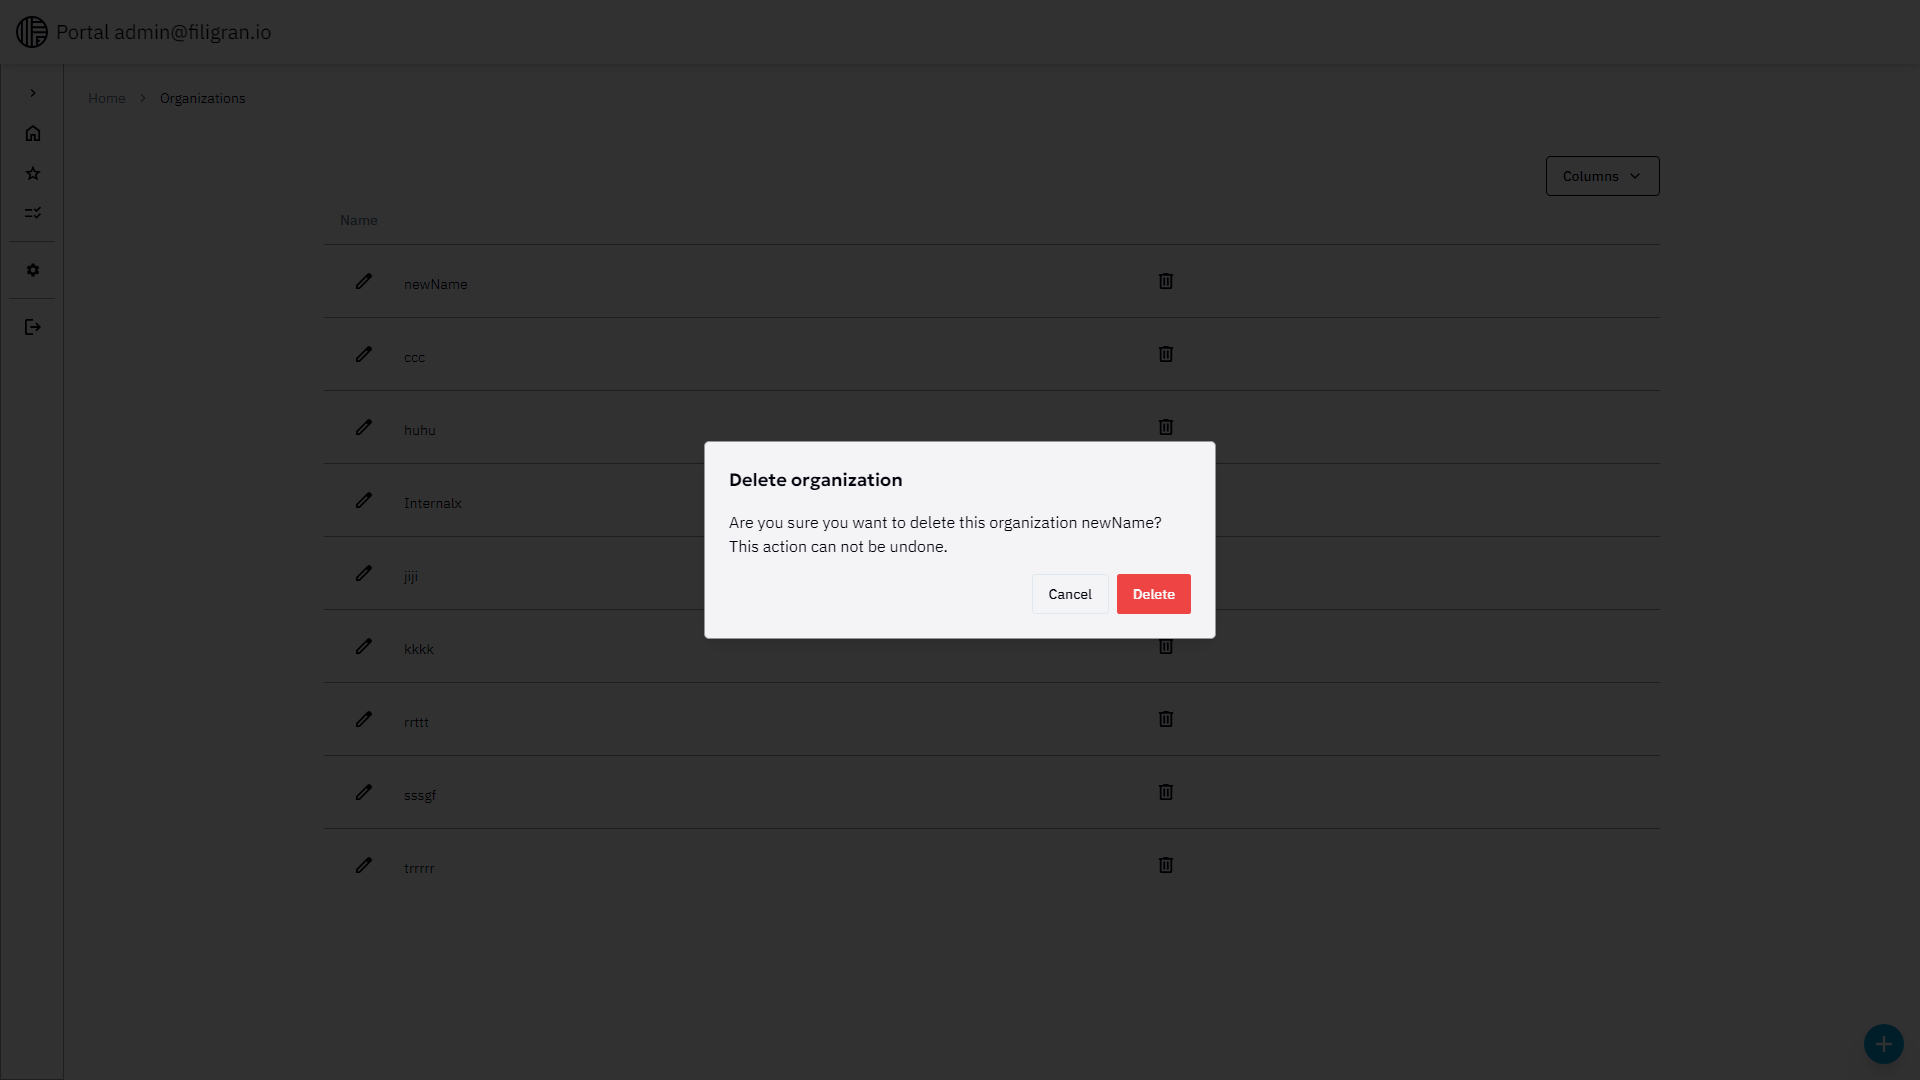 Portal admin@filigran.io
Home > Organizations
Columns
Name
newName
ccc
huhu
Internalx
jiji
kkkk
rrttt
sssgf
trrrrr
Delete organization
Are you sure you want to delete this organization newName?
This action can not be undone.
Cancel
Delete